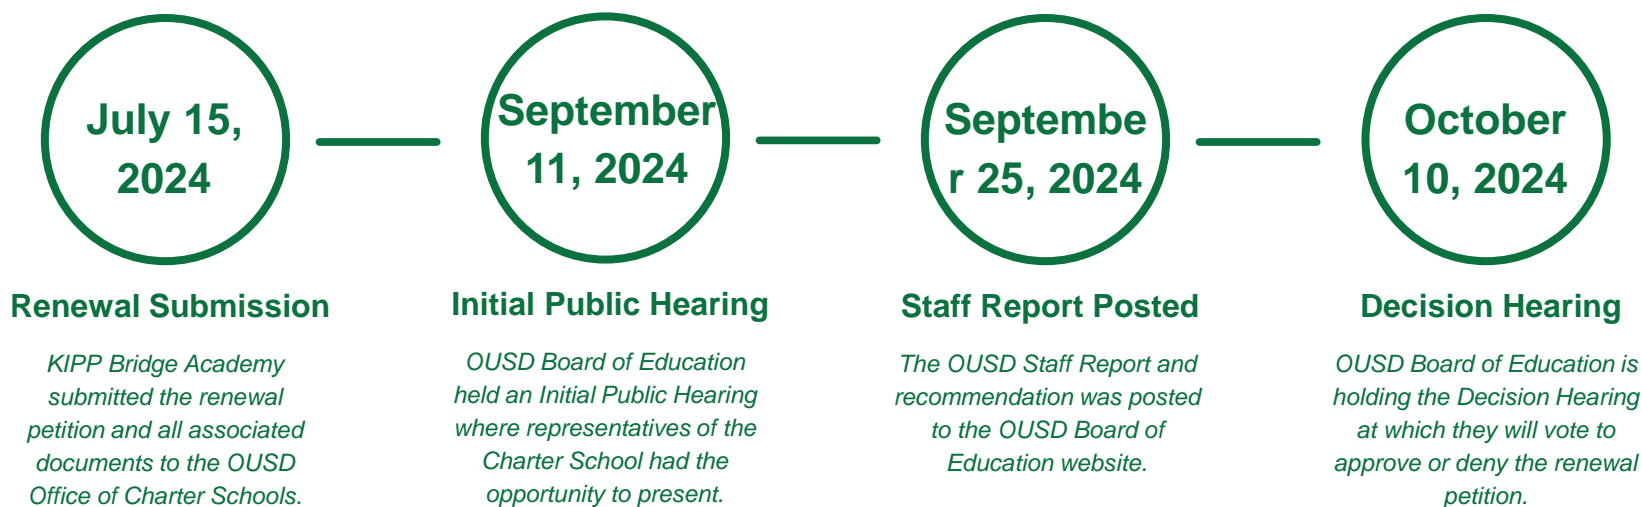 July 15,
2024
Renewal Submission
KIPP Bridge Academy
submitted the renewal
petition and all associated
documents to the OUSD
Office of Charter Schools.
September
11, 2024
Initial Public Hearing
OUSD Board of Education
held an Initial Public Hearing
where representatives of the
Charter School had the
opportunity to present.
Septembe
r 25, 2024
Staff Report Posted
The OUSD Staff Report and
recommendation was posted
to the OUSD Board of
Education website.
October
10, 2024
Decision Hearing
OUSD Board of Education is
holding the Decision Hearing
at which they will vote to
approve or deny the renewal
petition.